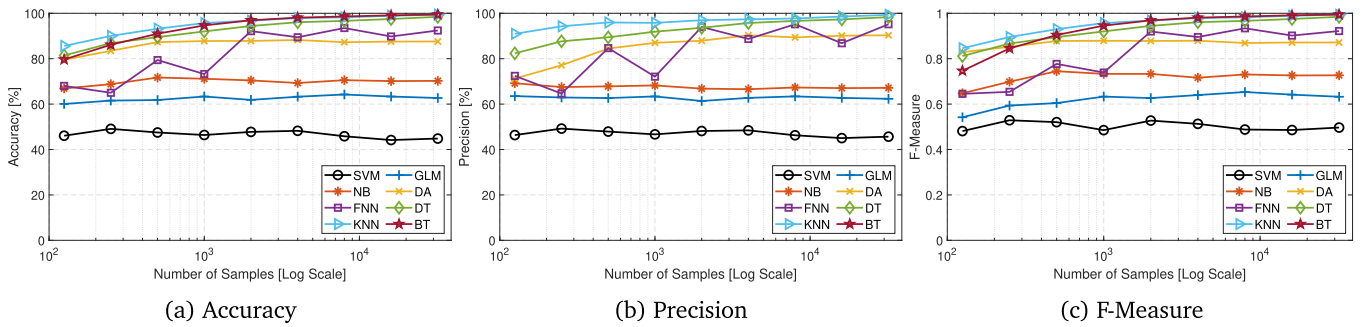 100
80
60
40
20
0
Accuracy [%]
10^2
10^3
10^4
Number of Samples [Log Scale]
SVM
GLM
NB
DA
FNN
DT
KNN
BT
(a) Accuracy
100
80
60
40
20
0
Precision [%]
10^2
10^3
10^4
Number of Samples [Log Scale]
SVM
GLM
NB
DA
FNN
DT
KNN
BT
(b) Precision
1
0.8
0.6
0.4
0.2
0
F-Measure
10^2
10^3
10^4
Number of Samples [Log Scale]
SVM
GLM
NB
DA
FNN
DT
KNN
BT
(c) F-Measure